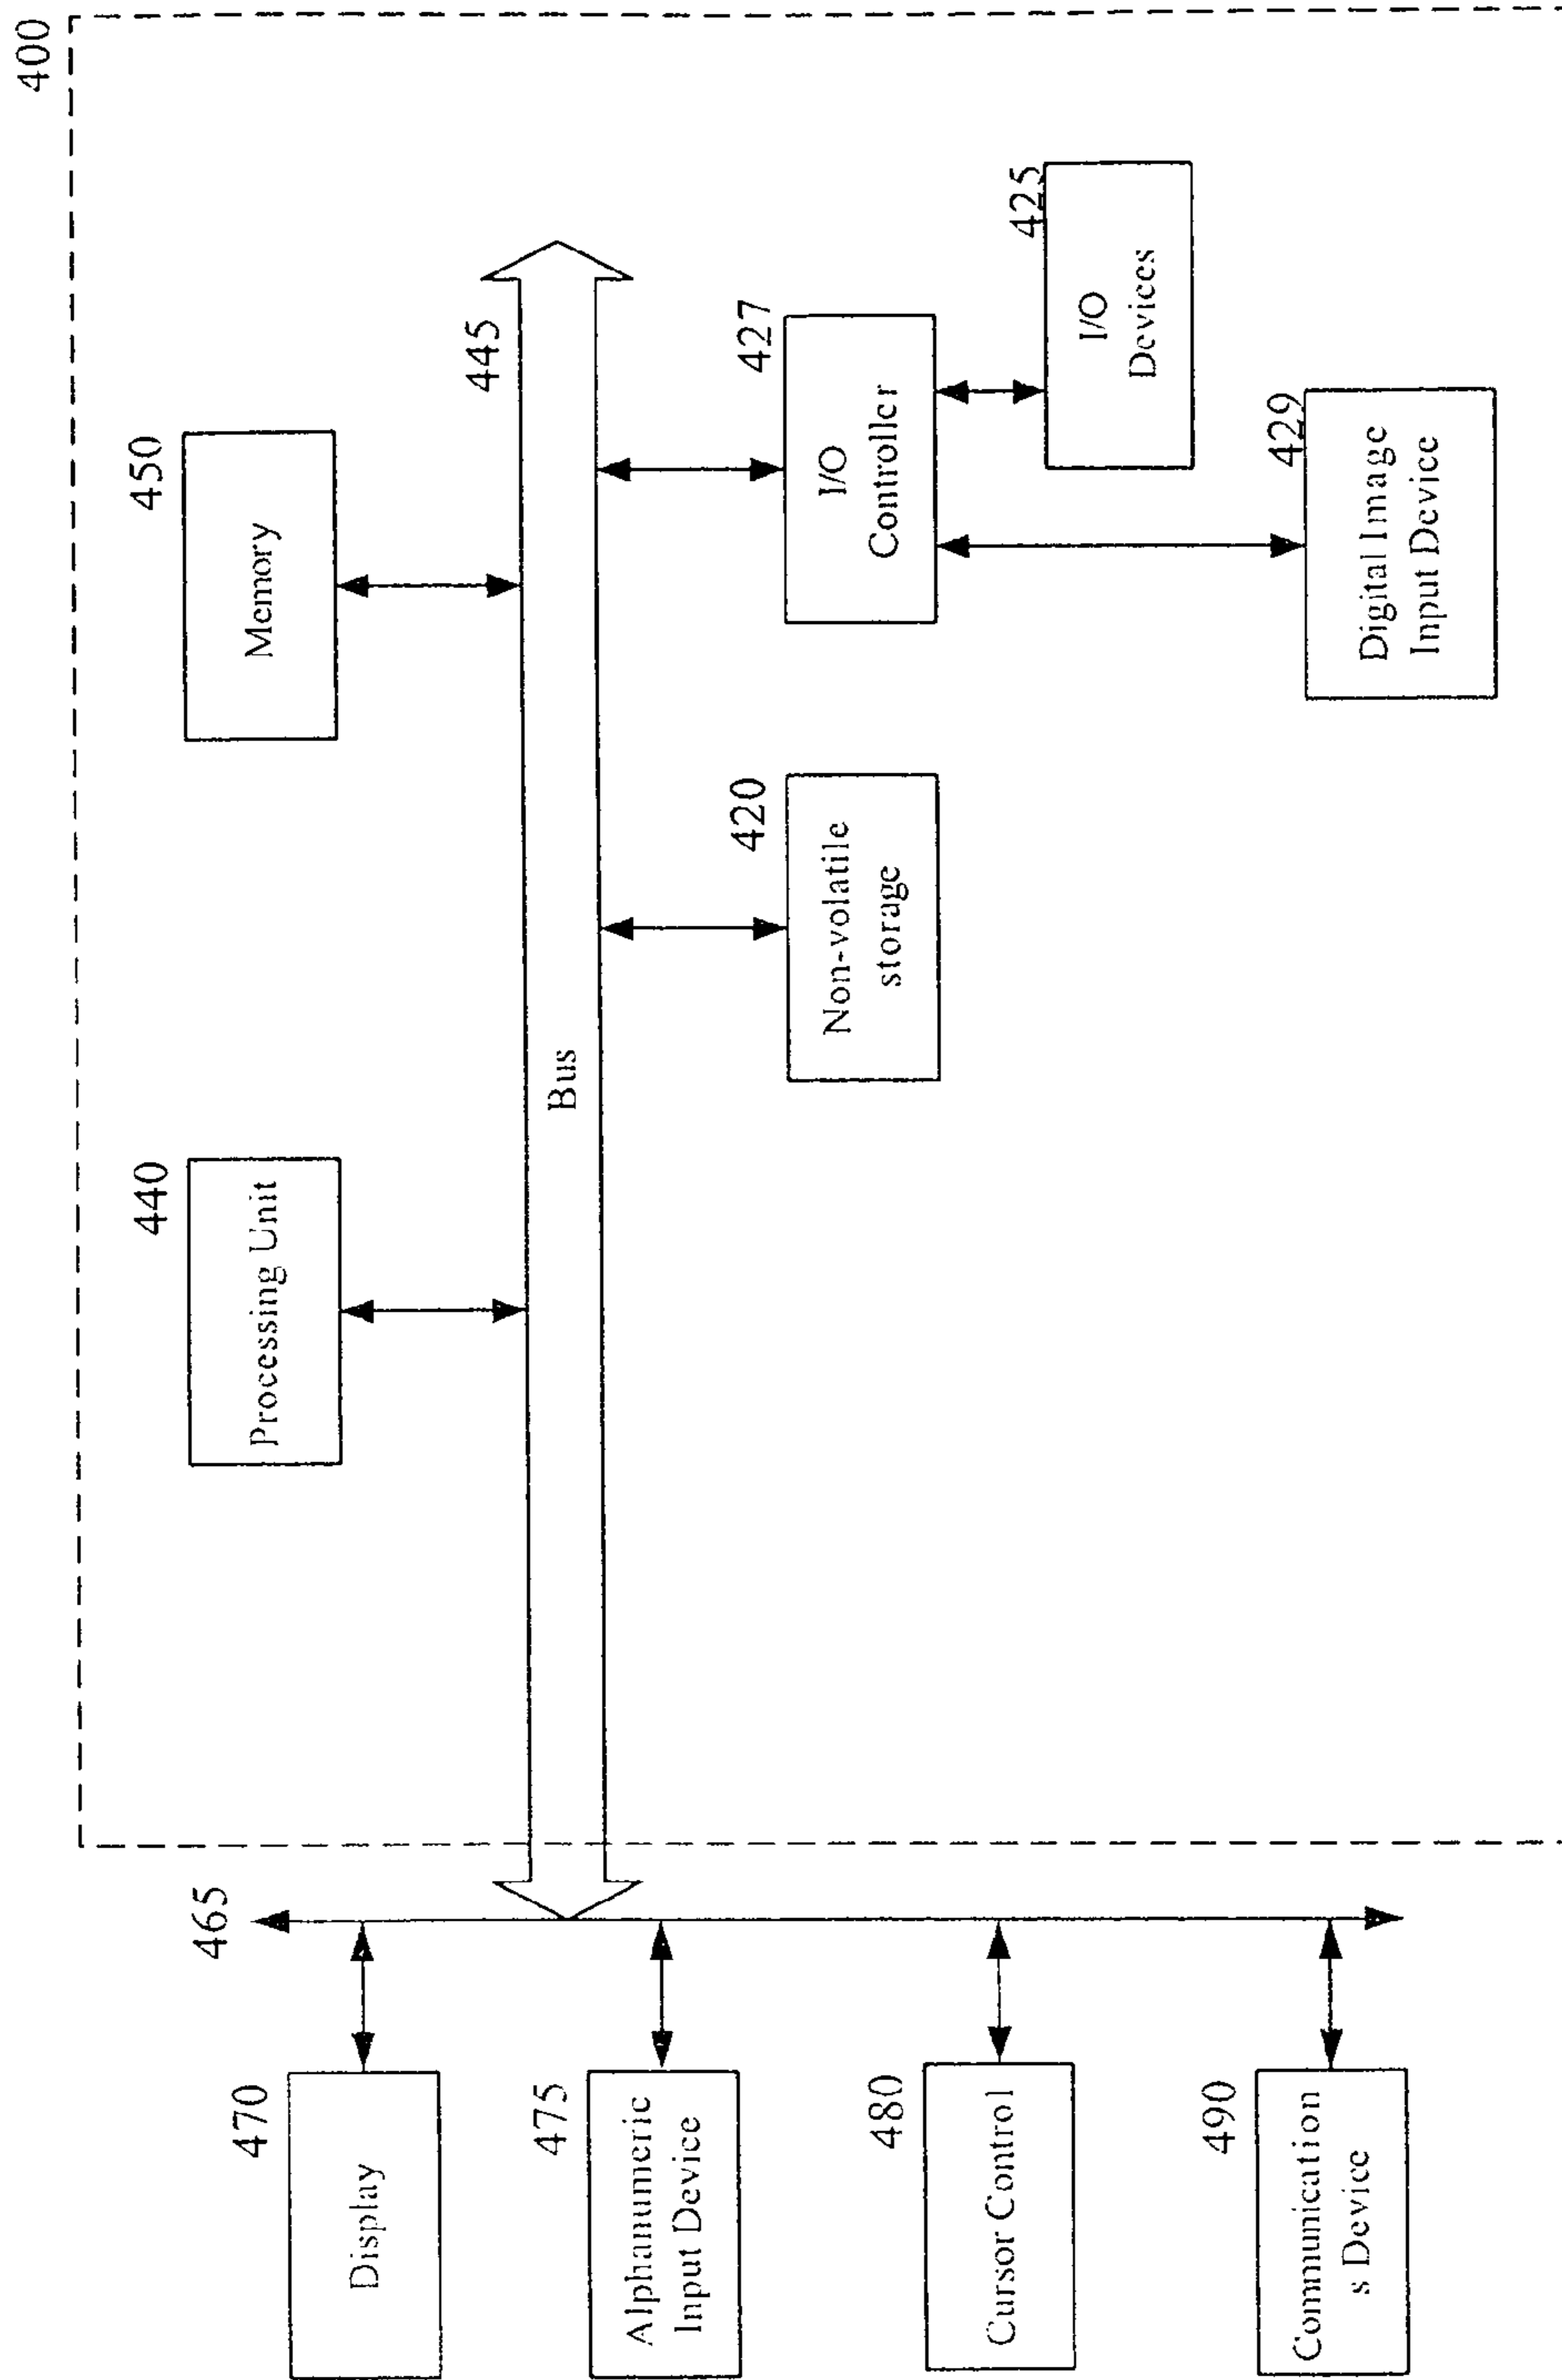 400
450
Memory
440
Processing Unit
445
Bus
465
470
Display
475
Alphanumeric
Input Device
480
Cursor Control
490
Communication
s Device
420
Non-volatile
storage
427
I/O
Controller
425
I/O
Devices
429
Digital Image
Input Device